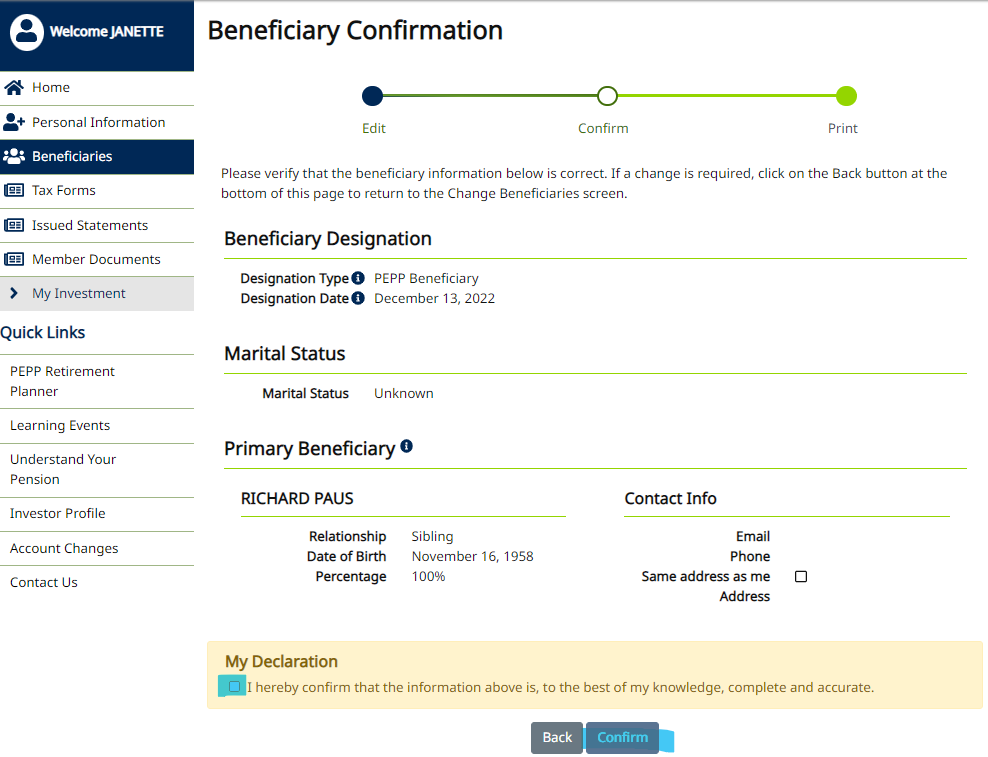 Welcome JANETTE
Home
Personal Information
Beneficiaries
Tax Forms
Issued Statements
Member Documents
My Investment
Quick Links
PEPP Retirement
Planner
Learning Events
Understand Your
Pension
Investor Profile
Account Changes
Contact Us
Beneficiary Confirmation
Edit Confirm Print
Please verify that the beneficiary information below is correct. If a change is required, click on the Back button at the
bottom of this page to return to the Change Beneficiaries screen.
Beneficiary Designation
Designation Type PEPP Beneficiary
Designation Date December 13, 2022
Marital Status
Marital Status Unknown
Primary Beneficiary
RICHARD PAUS
Relationship Sibling
Date of Birth November 16, 1958
Percentage 100%
Contact Info
Email
Phone
Same address as me
Address
My Declaration
I hereby confirm that the information above is, to the best of my knowledge, complete and accurate.
Back Confirm